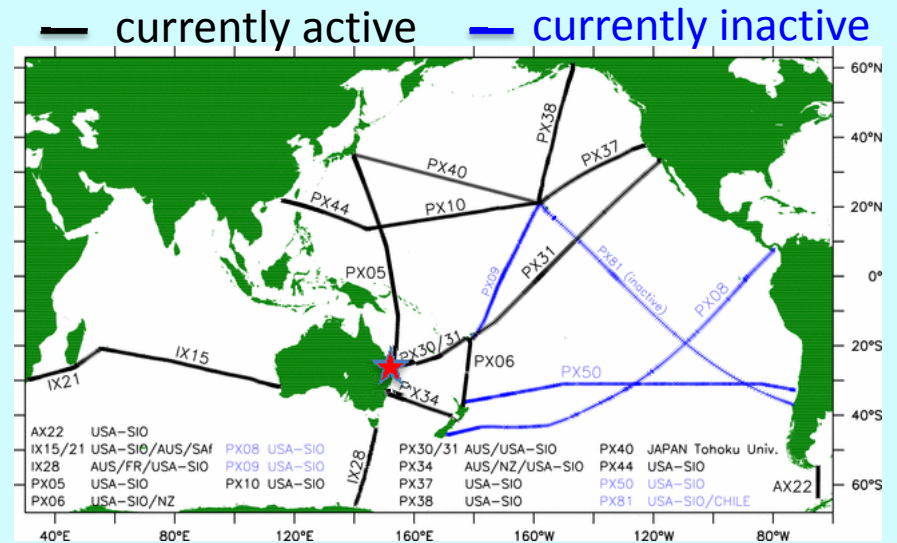 currently active
currently inactive
60°N
40°N
20°N
0°
20°S
40°S
60°S
PX38
PX37
PX40
PX44
PX10
PX05
PX09
PX31
PX81 (inactive)
PX08
PX30/31
PX06
PX34
PX50
IX15
IX21
IX28
AX22
AX22 USA-SIO
IX15/21 USA-SIO/AUS/SAf
IX28 AUS/FR/USA-SIO
PX05 USA-SIO
PX06 USA-SIO/NZ
PX08 USA-SIO
PX09 USA-SIO
PX10 USA-SIO
PX30/31 AUS/USA-SIO
PX34 AUS/NZ/USA-SIO
PX37 USA-SIO
PX38 USA-SIO
PX40 JAPAN Tohoku Univ.
PX44 USA-SIO
PX50 USA-SIO
PX81 USA-SIO/CHILE
40°E 80°E 120°E 160°E 160°W 120°W 80°W